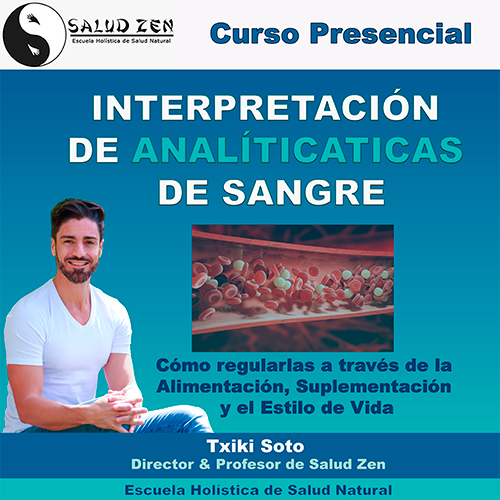 SALUD ZEN
Escuela Holística de Salud Natural
Curso Presencial
INTERPRETACIÓN
DE ANALÍTICATICAS
DE SANGRE
Cómo regularlas a través de la
Alimentación, Suplementación
y el Estilo de Vida
Txiki Soto
Director & Profesor de Salud Zen
Escuela Holística de Salud Natural